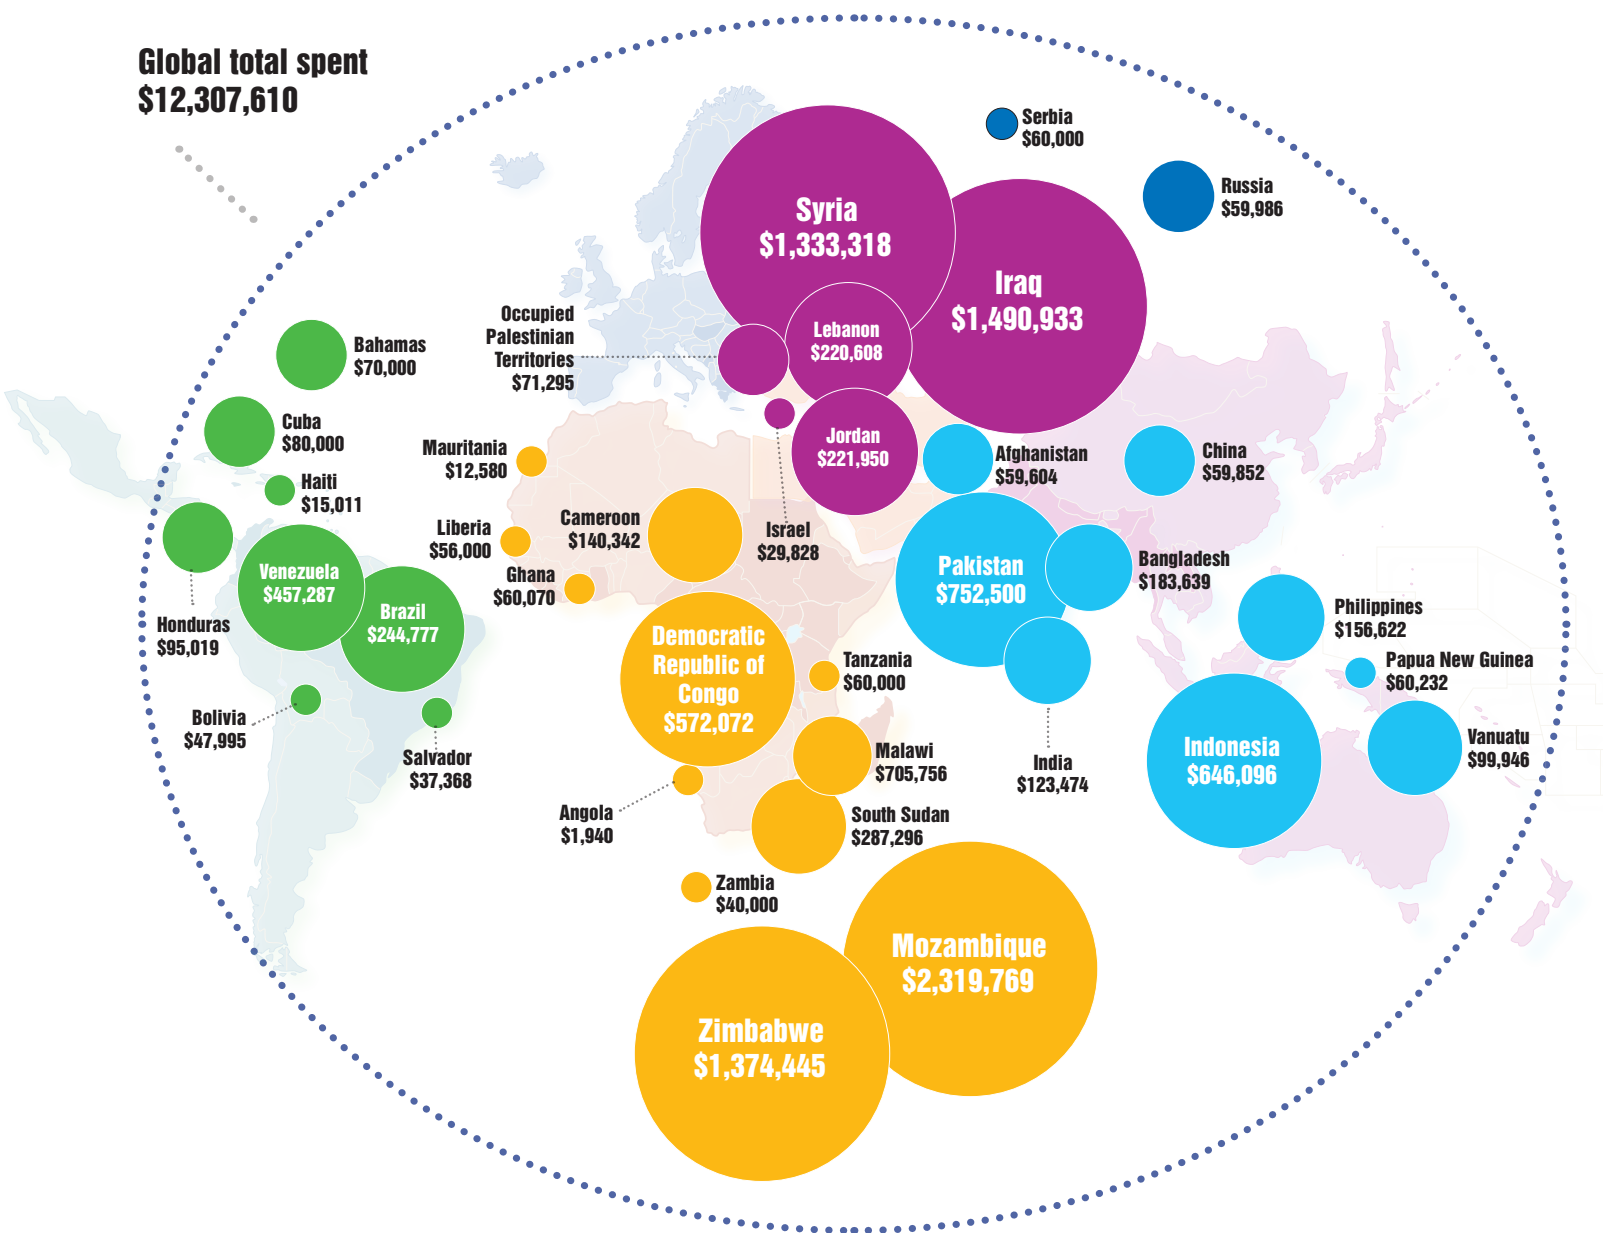 Global total spent
$12,307,610
Serbia
$60,000
Russia
$59,986
Syria
$1,333,318
Iraq
$1,490,933
Occupied
Palestinian
Territories
$71,295
Lebanon
$220,608
Jordan
$221,950
Israel
$29,828
Bahamas
$70,000
Cuba
$80,000
Haiti
$15,011
Honduras
$95,019
Venezuela
$457,287
Brazil
$244,777
Bolivia
$47,995
Salvador
$37,368
Mauritania
$12,580
Liberia
$56,000
Ghana
$60,070
Cameroon
$140,342
Democratic
Republic of
Congo
$572,072
Tanzania
$60,000
Malawi
$705,756
Angola
$1,940
South Sudan
$287,296
Zambia
$40,000
Mozambique
$2,319,769
Zimbabwe
$1,374,445
Afghanistan
$59,604
China
$59,852
Pakistan
$752,500
Bangladesh
$183,639
India
$123,474
Philippines
$156,622
Papua New Guinea
$60,232
Indonesia
$646,096
Vanuatu
$99,946